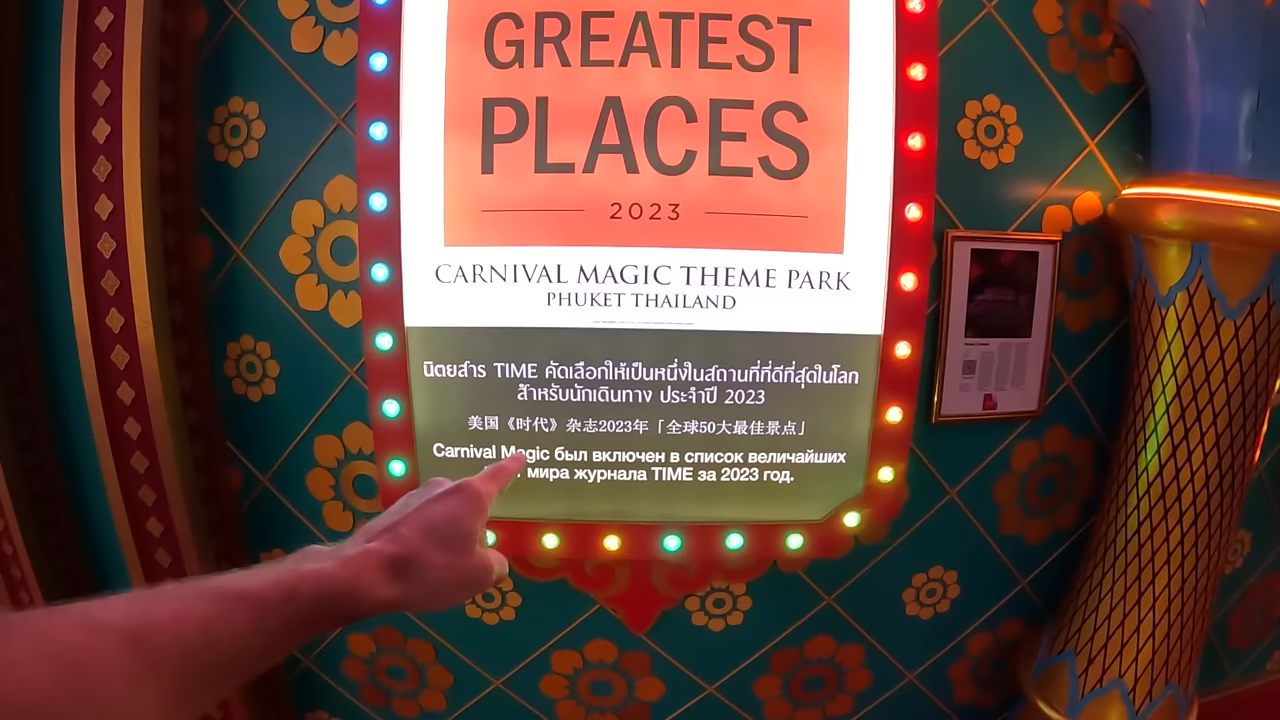 GREATEST
PLACES
2023
CARNIVAL MAGIC THEME PARK
PHUKET THAILAND
นิตยสาร TIME คัดเลือกให้เป็นหนึ่งในสถานที่ที่ดีที่สุดในโลก
สำหรับนักเดินทาง ประจำปี 2023
美国《时代》杂志2023年「全球50大最佳景点」
Carnival Magic был включен в список величайших
мира журнала TIME за 2023 год.